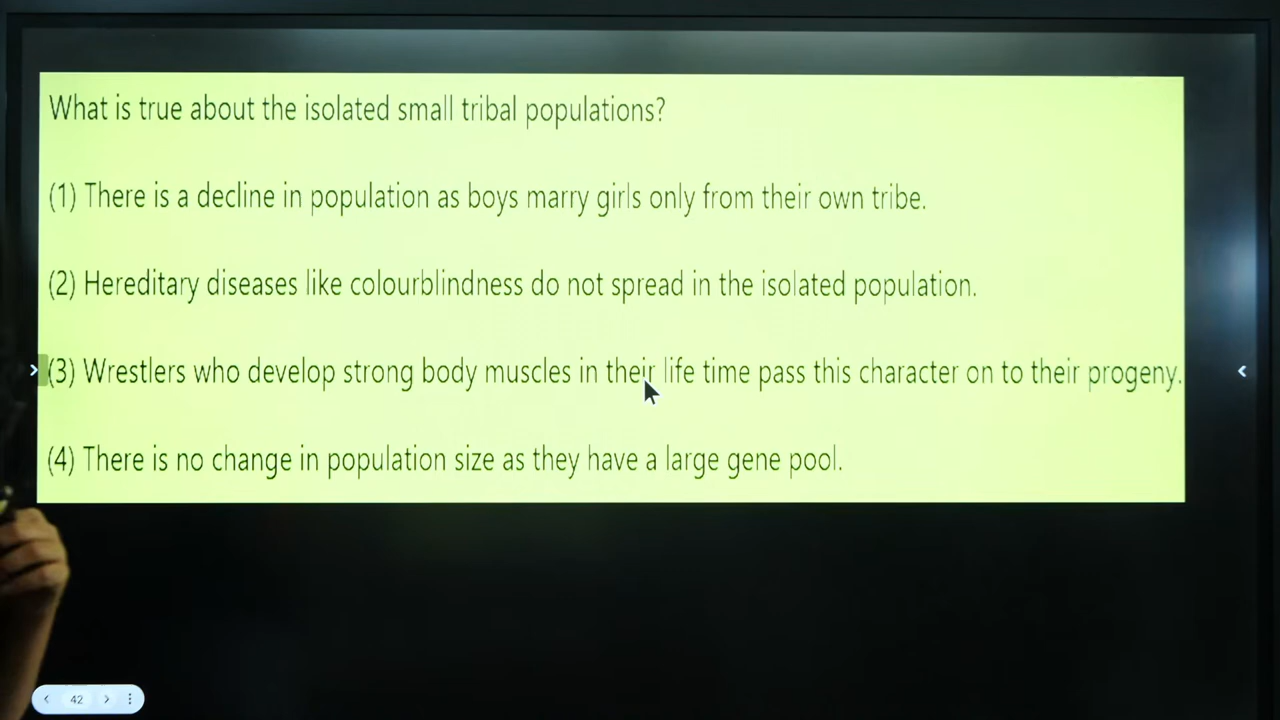 What is true about the isolated small tribal populations?
(1) There is a decline in population as boys marry girls only from their own tribe.
(2) Hereditary diseases like colourblindness do not spread in the isolated population.
(3) Wrestlers who develop strong body muscles in their life time pass this character on to their progeny.
(4) There is no change in population size as they have a large gene pool.
42